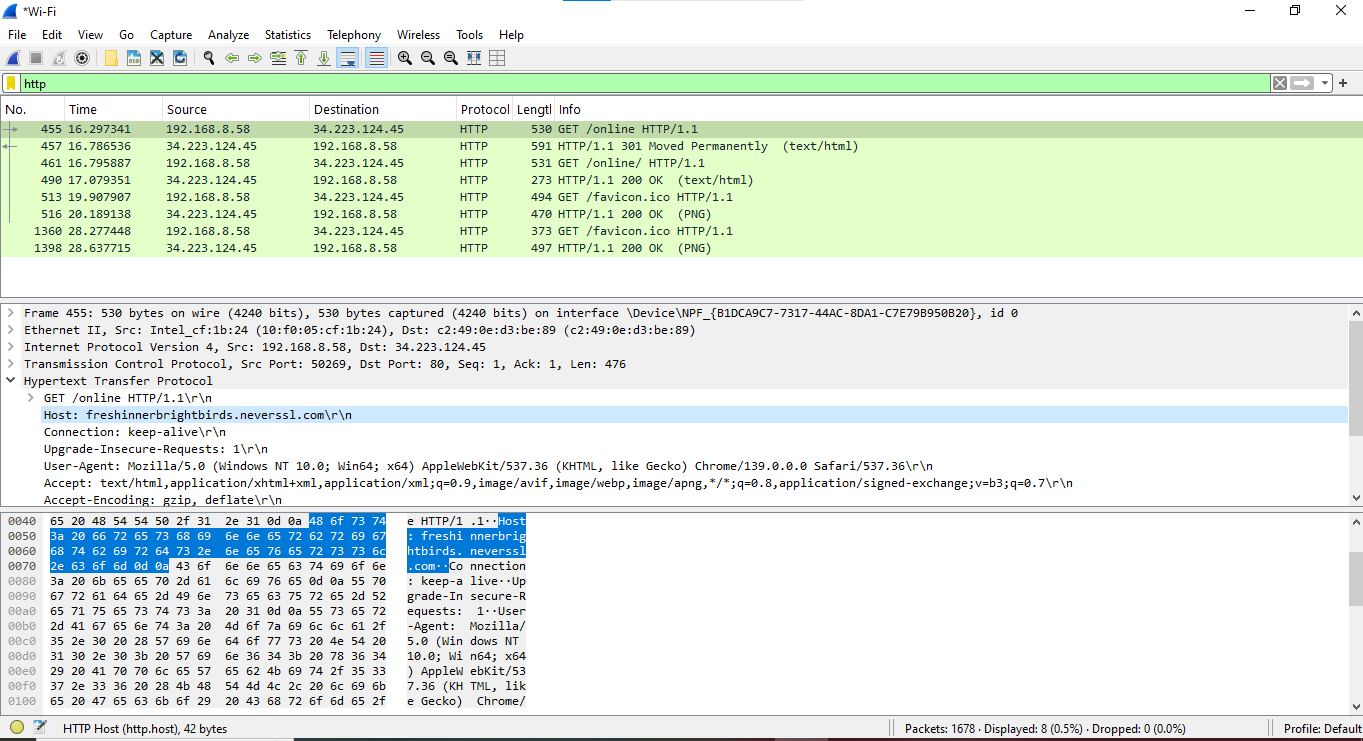 *Wi-Fi
File Edit View Go Capture Analyze Statistics Telephony Wireless Tools Help
http
No. Time Source Destination Protocol Lengtl Info
455 16.297341 192.168.8.58 34.223.124.45 HTTP 530 GET /online HTTP/1.1
457 16.786536 34.223.124.45 192.168.8.58 HTTP 591 HTTP/1.1 301 Moved Permanently (text/html)
461 16.795887 192.168.8.58 34.223.124.45 HTTP 531 GET /online/ HTTP/1.1
490 17.079351 34.223.124.45 192.168.8.58 HTTP 273 HTTP/1.1 200 OK (text/html)
513 19.907907 192.168.8.58 34.223.124.45 HTTP 494 GET /favicon.ico HTTP/1.1
516 20.189138 34.223.124.45 192.168.8.58 HTTP 470 HTTP/1.1 200 OK (PNG)
1360 28.277448 192.168.8.58 34.223.124.45 HTTP 373 GET /favicon.ico HTTP/1.1
1398 28.637715 34.223.124.45 192.168.8.58 HTTP 497 HTTP/1.1 200 OK (PNG)
Frame 455: 530 bytes on wire (4240 bits), 530 bytes captured (4240 bits) on interface \Device\NPF_{B1DCA9C7-7317-44AC-8DA1-C7E79B950B20}, id 0
Ethernet II, Src: Intel_cf:1b:24 (10:f0:05:cf:1b:24), Dst: c2:49:0e:d3:be:89 (c2:49:0e:d3:be:89)
Internet Protocol Version 4, Src: 192.168.8.58, Dst: 34.223.124.45
Transmission Control Protocol, Src Port: 50269, Dst Port: 80, Seq: 1, Ack: 1, Len: 476
Hypertext Transfer Protocol
GET /online HTTP/1.1\r\n
Host: freshinnerbrightbirds.neverssl.com\r\n
Connection: keep-alive\r\n
Upgrade-Insecure-Requests: 1\r\n
User-Agent: Mozilla/5.0 (Windows NT 10.0; Win64; x64) AppleWebKit/537.36 (KHTML, like Gecko) Chrome/139.0.0.0 Safari/537.36\r\n
Accept: text/html,application/xhtml+xml,application/xml;q=0.9,image/avif,image/webp,image/apng,*/*;q=0.8,application/signed-exchange;v=b3;q=0.7\r\n
Accept-Encoding: gzip, deflate\r\n
0040 65 20 48 54 54 50 2f 31 2e 31 0d 0a 48 6f 73 74 e HTTP/1 .1··Host
0050 3a 20 66 72 65 73 68 69 6e 6e 65 72 62 72 69 67 : freshi nnerbrig
0060 68 74 62 69 72 64 73 2e 6e 65 76 65 72 73 73 6c htbirds. neverssl
0070 2e 63 6f 6d 0d 0a 43 6f 6e 6e 65 63 74 69 6f 6e .com··Co nnection
0080 3a 20 6b 65 65 70 2d 61 6c 69 76 65 0d 0a 55 70 : keep-a live··Up
0090 67 72 61 64 65 2d 49 6e 73 65 63 75 72 65 2d 52 grade-In secure-R
00a0 65 71 75 65 73 74 73 3a 20 31 0d 0a 55 73 65 72 equests: 1··User
00b0 2d 41 67 65 6e 74 3a 20 4d 6f 7a 69 6c 6c 61 2f -Agent: Mozilla/
00c0 35 2e 30 20 28 57 69 6e 64 6f 77 73 20 4e 54 20 5.0 (Win dows NT
00d0 31 30 2e 30 3b 20 57 69 6e 36 34 3b 20 78 36 34 10.0; Wi n64; x64
00e0 29 20 41 70 70 6c 65 57 65 62 4b 69 74 2f 35 33 ) AppleW ebKit/53
00f0 37 2e 33 36 20 28 4b 48 54 4d 4c 2c 20 6c 69 6b 7.36 (KH TML, lik
0100 65 20 47 65 63 6b 6f 29 20 43 68 72 6f 6d 65 2f e Gecko) Chrome/
HTTP Host (http.host), 42 bytes
Packets: 1678 · Displayed: 8 (0.5%) · Dropped: 0 (0.0%)
Profile: Default